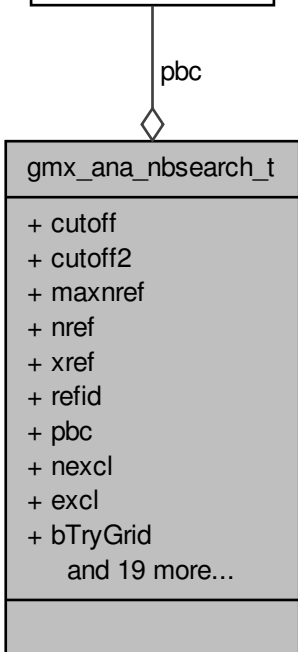 pbc
gmx_ana_nbsearch_t
+ cutoff
+ cutoff2
+ maxnref
+ nref
+ xref
+ refid
+ pbc
+ nexcl
+ excl
+ bTryGrid
and 19 more...